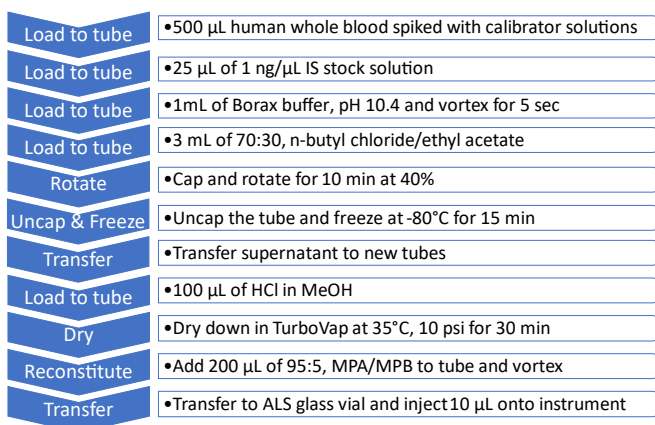 Load to tube •500 µL human whole blood spiked with calibrator solutions
Load to tube •25 µL of 1 ng/µL IS stock solution
Load to tube •1mL of Borax buffer, pH 10.4 and vortex for 5 sec
Load to tube •3 mL of 70:30, n-butyl chloride/ethyl acetate
Rotate •Cap and rotate for 10 min at 40%
Uncap & Freeze •Uncap the tube and freeze at -80°C for 15 min
Transfer •Transfer supernatant to new tubes
Load to tube •100 µL of HCl in MeOH
Dry •Dry down in TurboVap at 35°C, 10 psi for 30 min
Reconstitute •Add 200 µL of 95:5, MPA/MPB to tube and vortex
Transfer •Transfer to ALS glass vial and inject 10 µL onto instrument